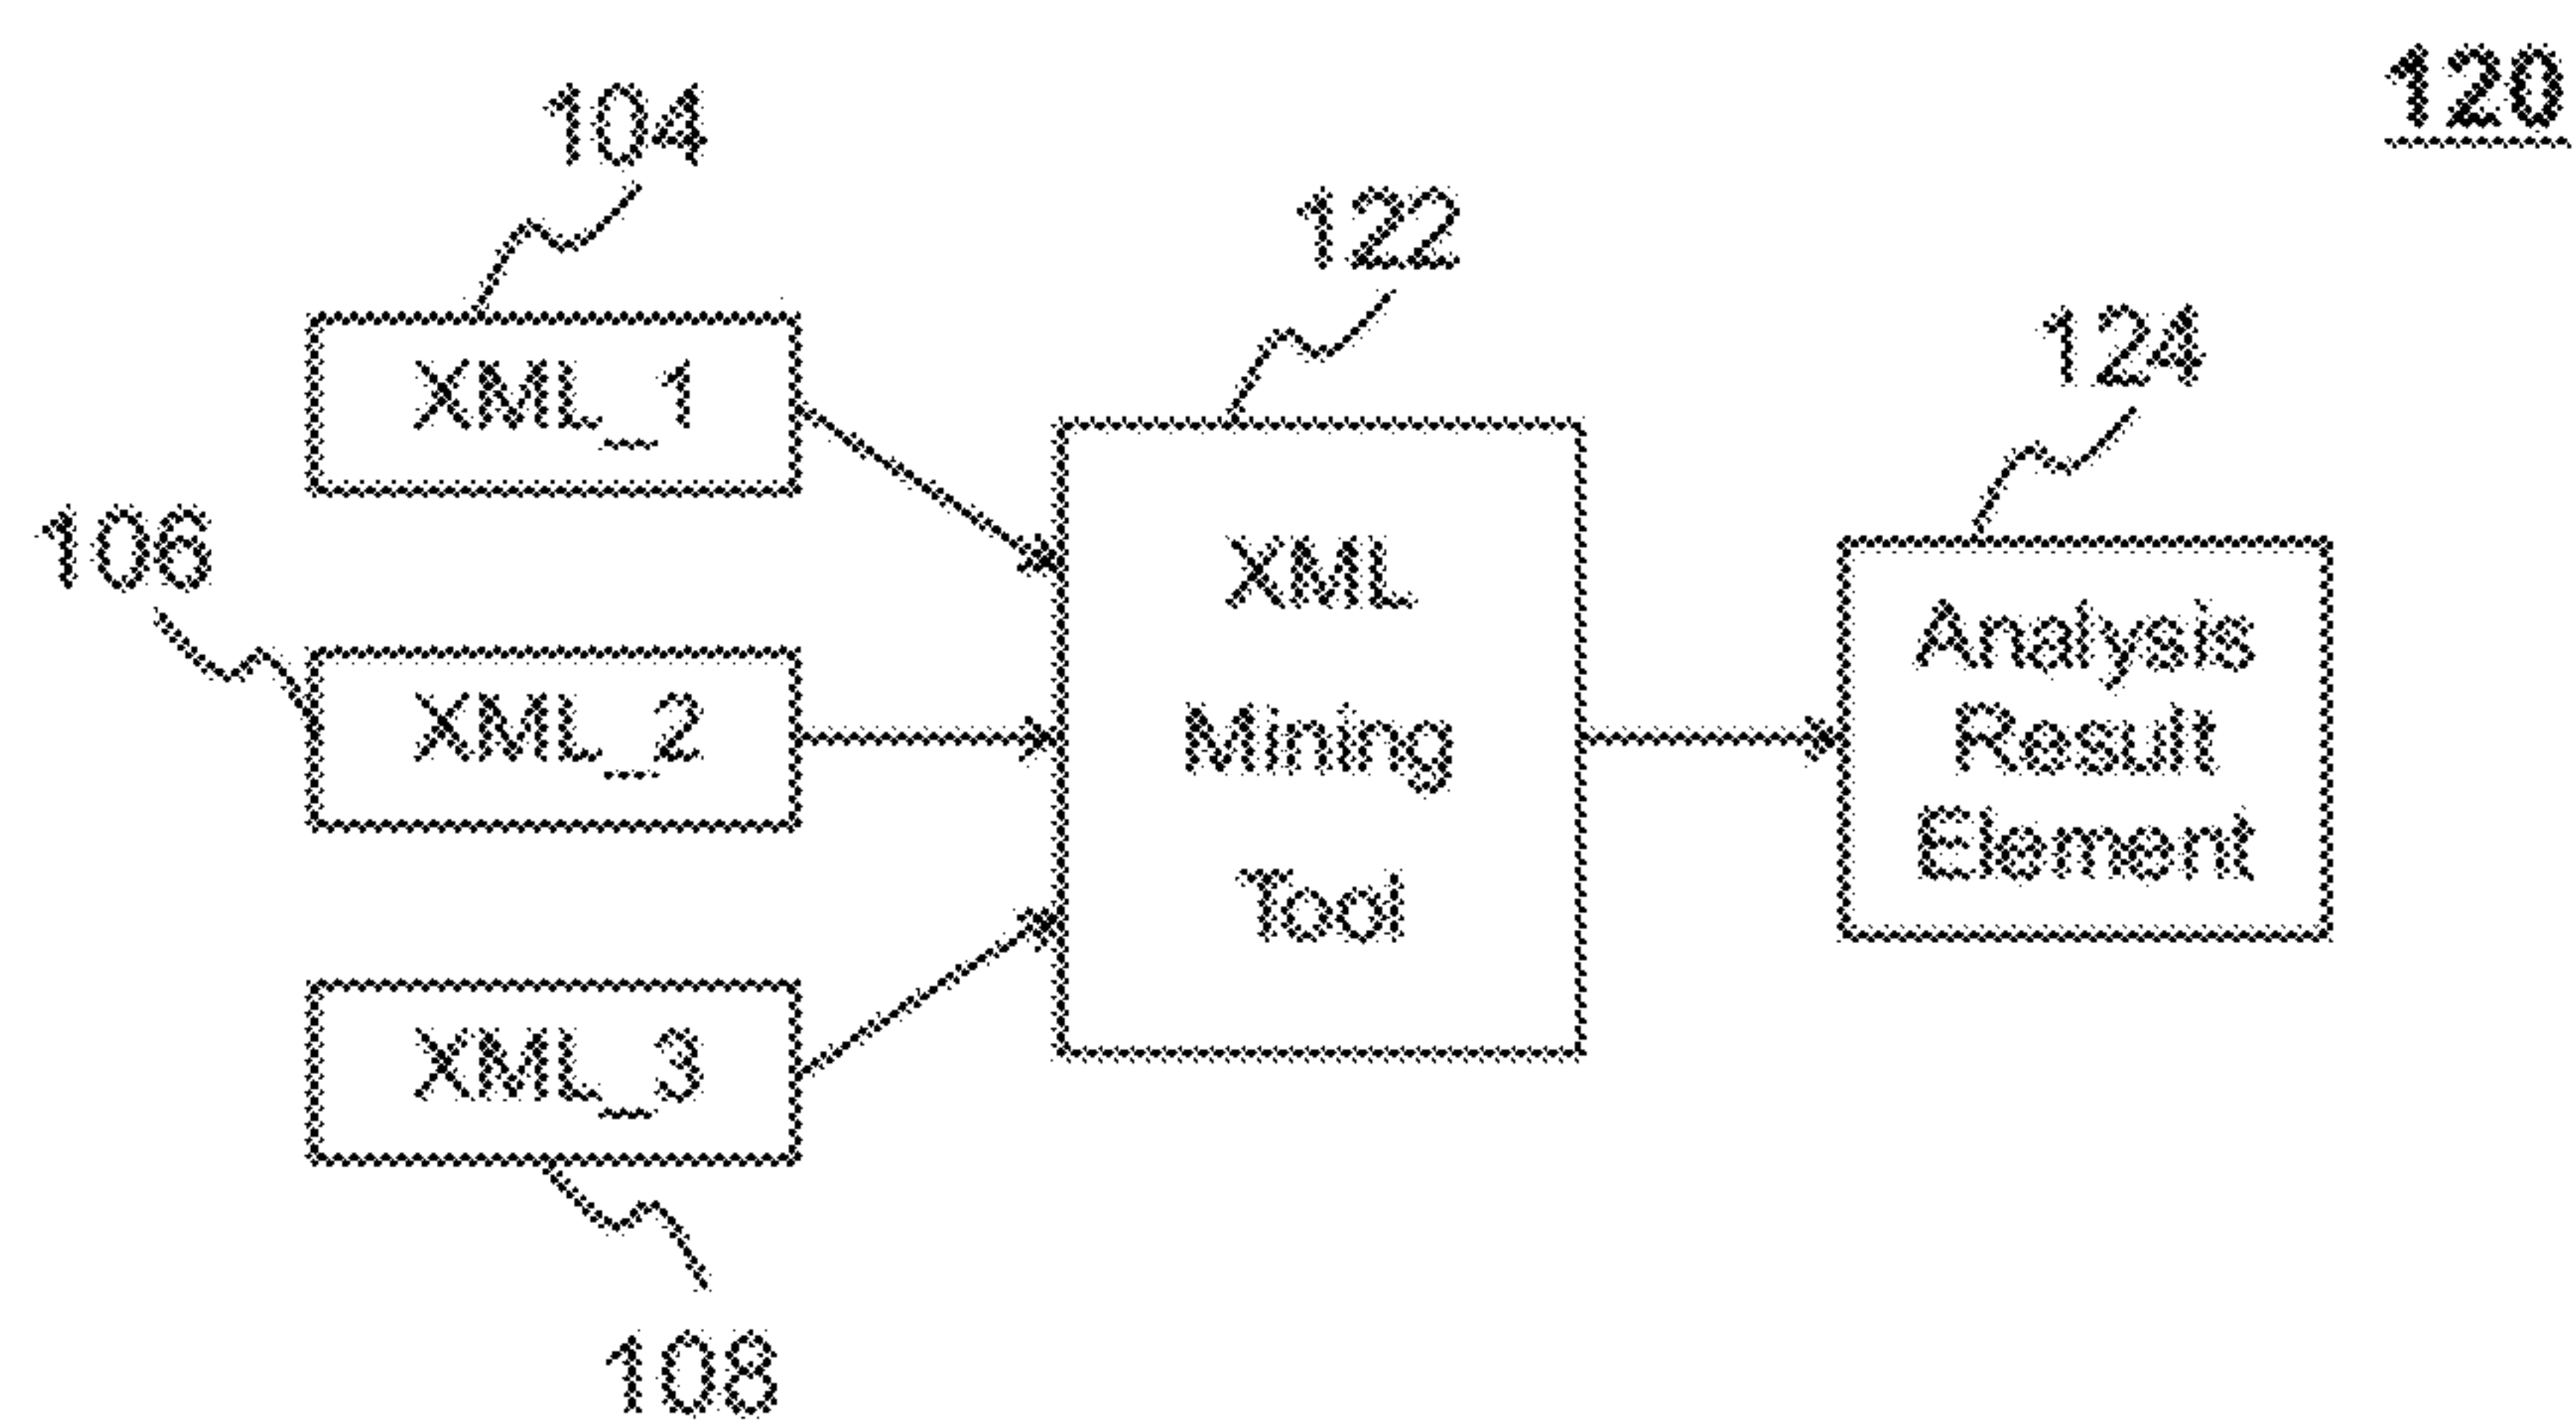 120
104
122
124
XML_1
106
XML
Mining
Tool
Analysis
Result
Element
XML_2
XML_3
108